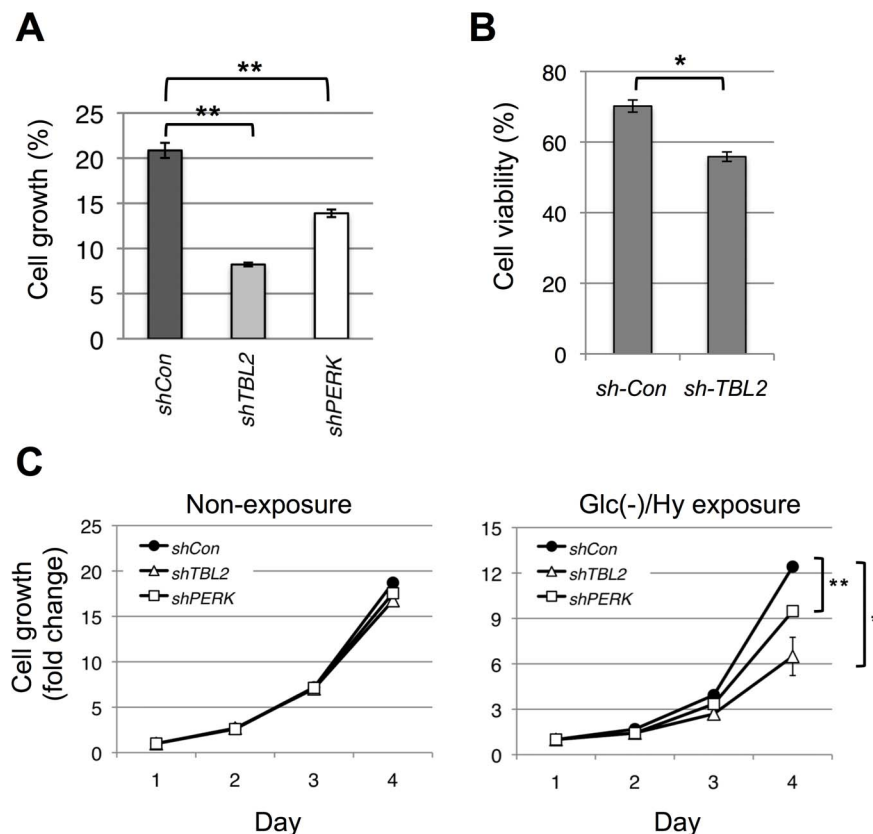 A
**
**
Cell growth (%)
25
20
15
10
5
0
shCon
shTBL2
shPERK
B
*
Cell viability (%)
80
60
40
20
0
sh-Con
sh-TBL2
C
Non-exposure
Cell growth
(fold change)
25
20
15
10
5
0
shCon
shTBL2
shPERK
1 2 3 4
Day
Glc(-)/Hy exposure
15
12
9
6
3
0
shCon
shTBL2
shPERK
**
1 2 3 4
Day